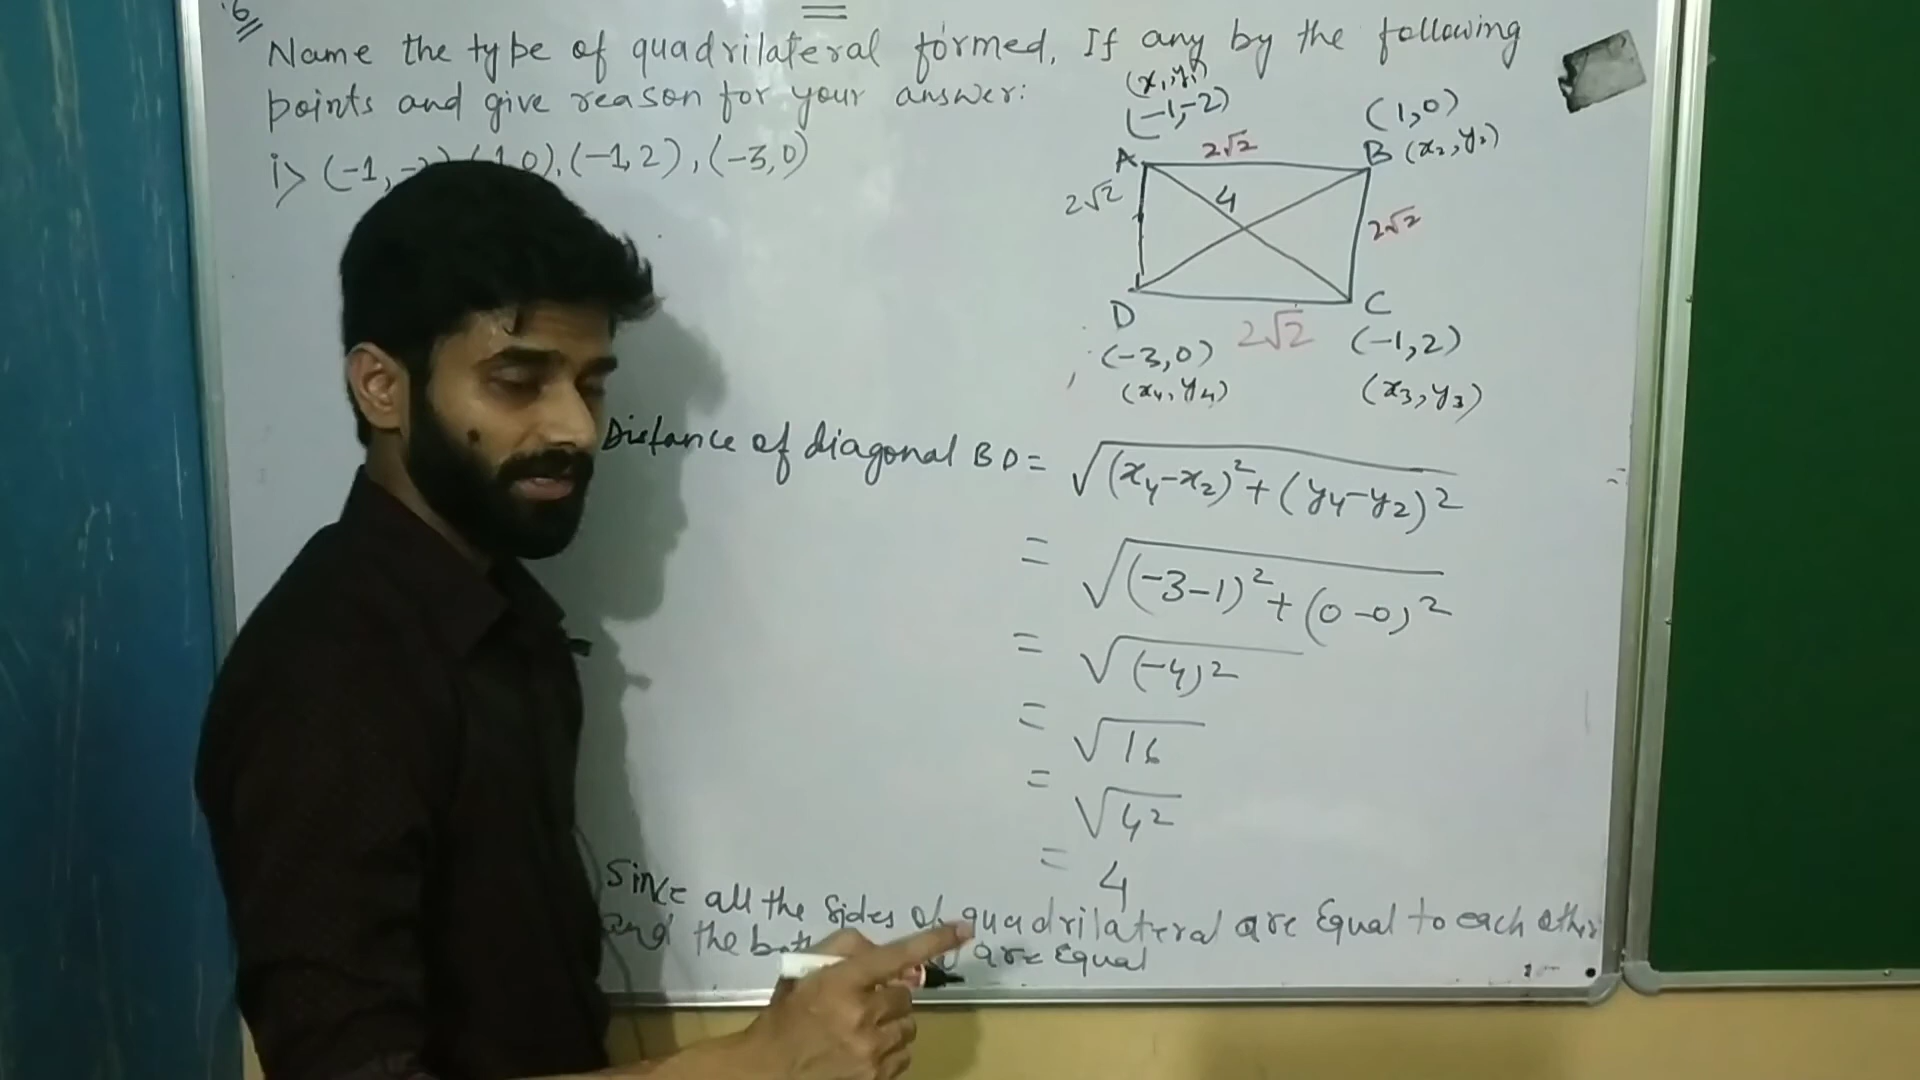 6
Name the type of quadrilateral formed, If any by the following
points and give reason for your answer:
i> (-1, -2), (1,0), (-1,2), (-3,0)
(x₁,y₁)
(-1,-2)
(1,0)
A 2√2 B (x₂,y₂)
2√2 4 2√2
D 2√2 C
(-3,0) (-1,2)
(x₄,y₄) (x₃,y₃)
Distance of diagonal BD = √(x₄-x₂)²+(y₄-y₂)²
= √(-3-1)²+(0-0)²
= √(-4)²
= √16
= √4²
= 4
Since all the sides of quadrilateral are Equal to each other
and the both are Equal